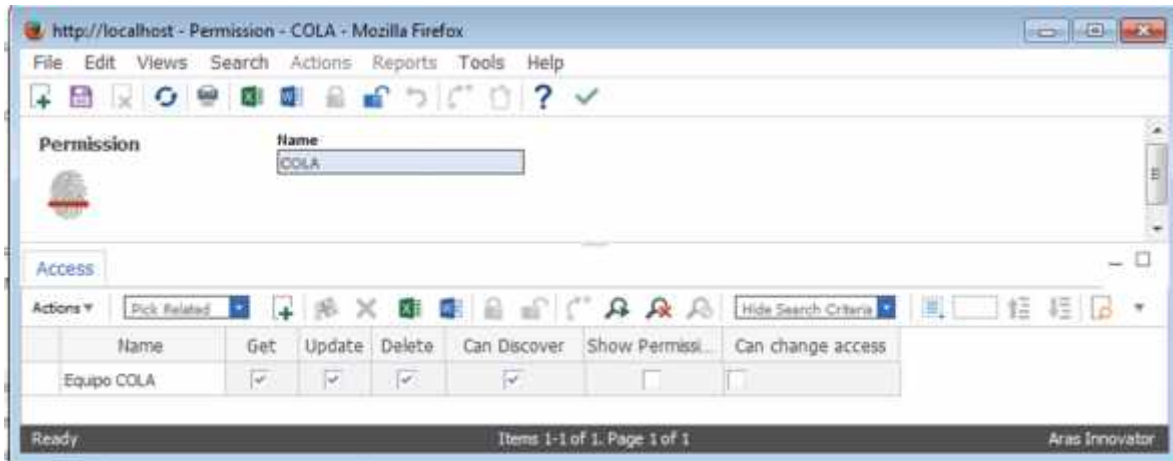 http://localhost - Permission - COLA - Mozilla Firefox
File Edit Views Search Actions Reports Tools Help
Permission
Name
COLA
Access
Actions Pick Related Hide Search Criteria
Name Get Update Delete Can Discover Show Permissi... Can change access
Equipo COLA
Ready Items 1-1 of 1. Page 1 of 1 Aras Innovator